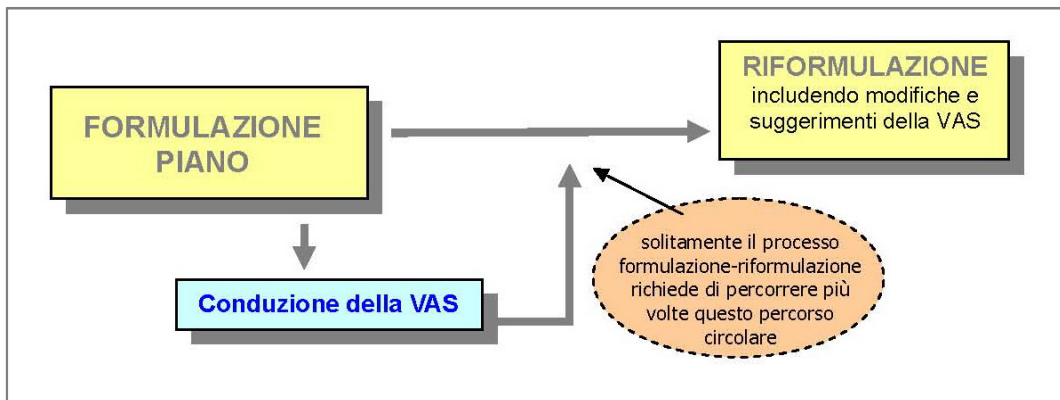 FORMULAZIONE
PIANO
RIFORMULAZIONE
includendo modifiche e
suggerimenti della VAS
Conduzione della VAS
solitamente il processo
formulazione-riformulazione
richiede di percorrere più
volte questo percorso
circolare